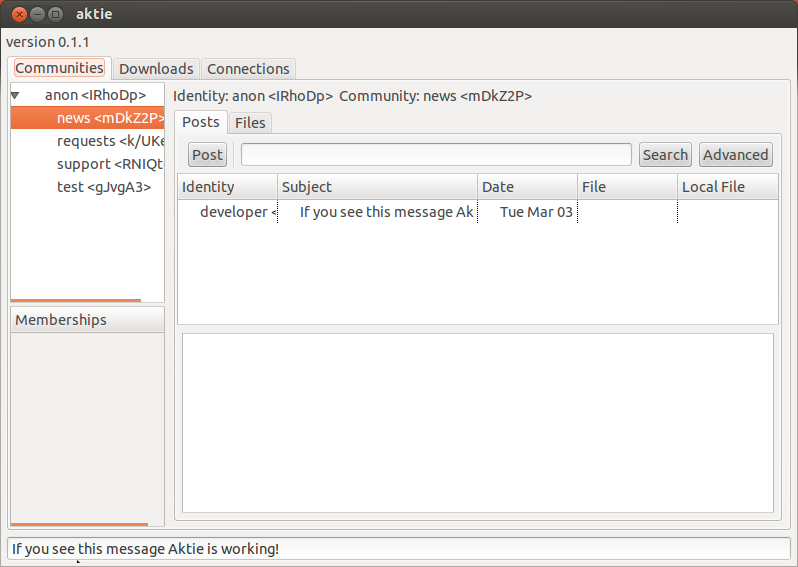 aktie
version 0.1.1
Communities Downloads Connections
anon <IRhoDp>
news <mDkZ2P>
requests <k/UKe
support <RNIQt
test <gJvgA3>
Memberships
Identity: anon <IRhoDp> Community: news <mDkZ2P>
Posts Files
Post Search Advanced
Identity Subject Date File Local File
developer < If you see this message Ak Tue Mar 03
If you see this message Aktie is working!